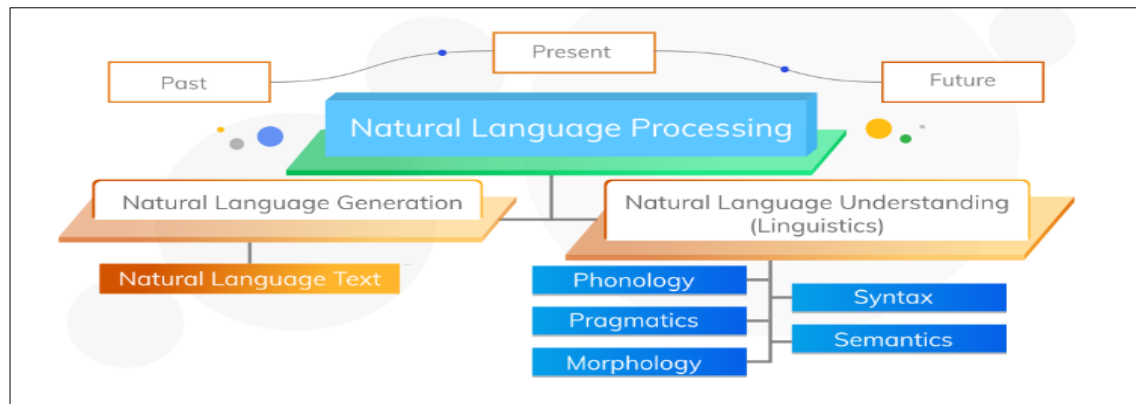 Past
Present
Future
Natural Language Processing
Natural Language Generation
Natural Language Understanding
(Linguistics)
Natural Language Text
Phonology
Syntax
Pragmatics
Semantics
Morphology